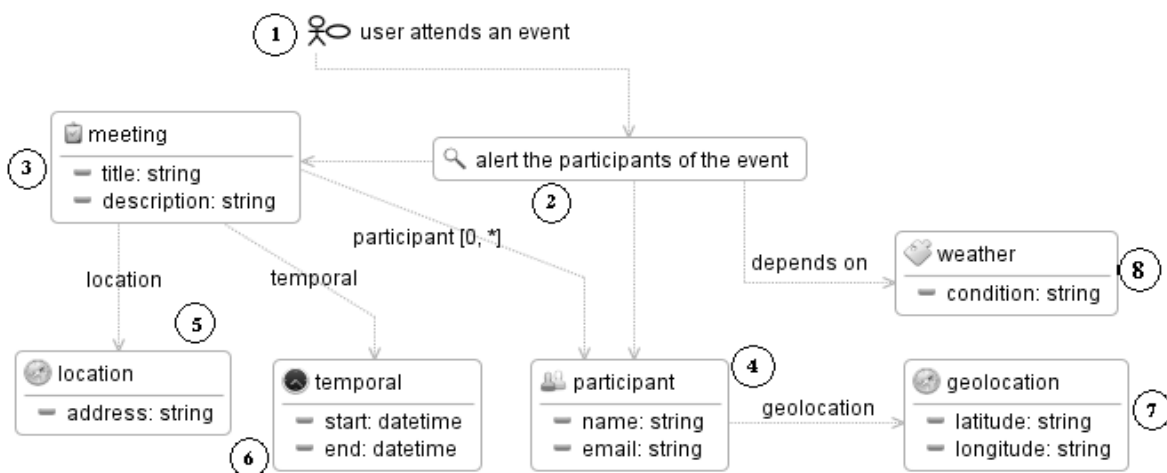 1
user attends an event
meeting
3
title: string
description: string
alert the participants of the event
2
participant [0, *]
location
temporal
depends on
weather
condition: string
8
5
location
address: string
temporal
start: datetime
end: datetime
6
participant
name: string
email: string
4
geolocation
geolocation
latitude: string
longitude: string
7